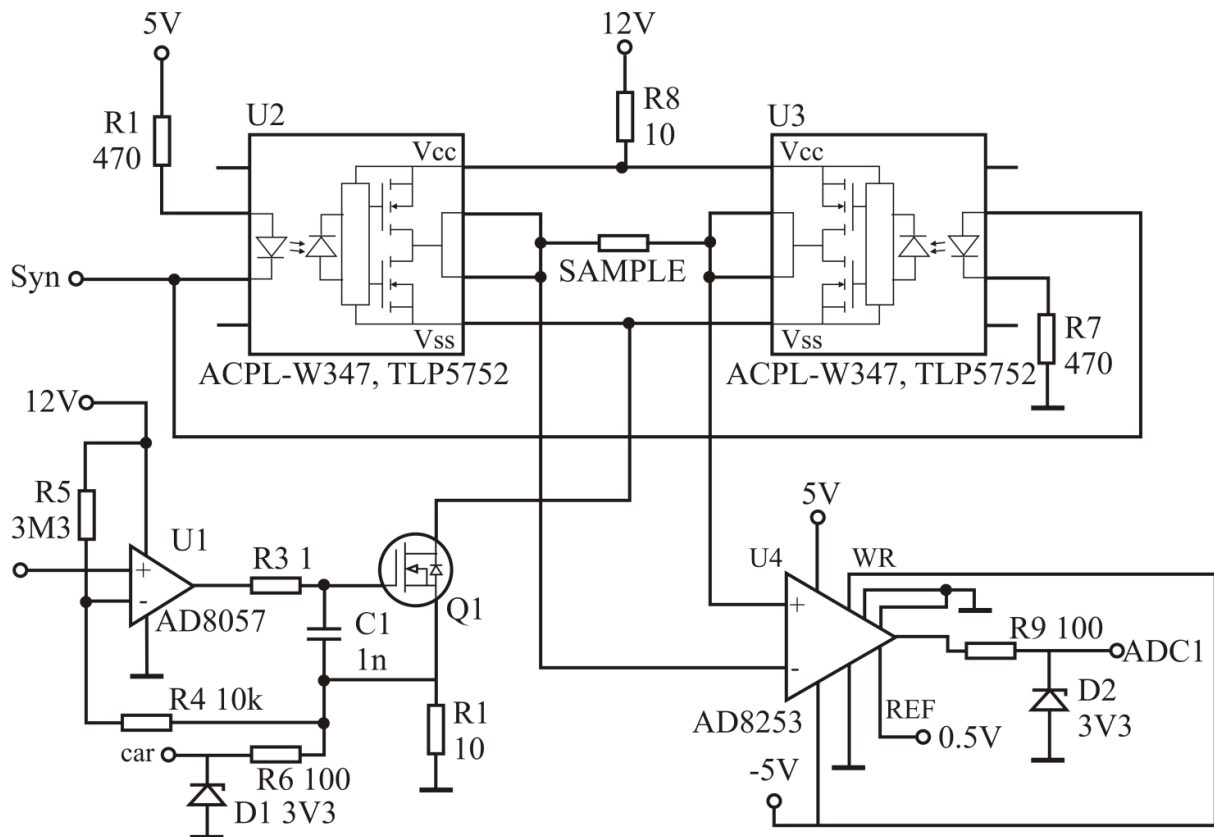 5V
12V
R1
470
U2
R8
10
U3
Vcc
Vcc
Syn
SAMPLE
Vss
Vss
R7
470
ACPL-W347, TLP5752
ACPL-W347, TLP5752
12V
R5
3M3
U1
+
-
AD8057
R3 1
C1
1n
Q1
R4 10k
car
R6 100
D1 3V3
R1
10
5V
U4
WR
+
-
AD8253
REF
0.5V
-5V
R9 100
ADC1
D2
3V3